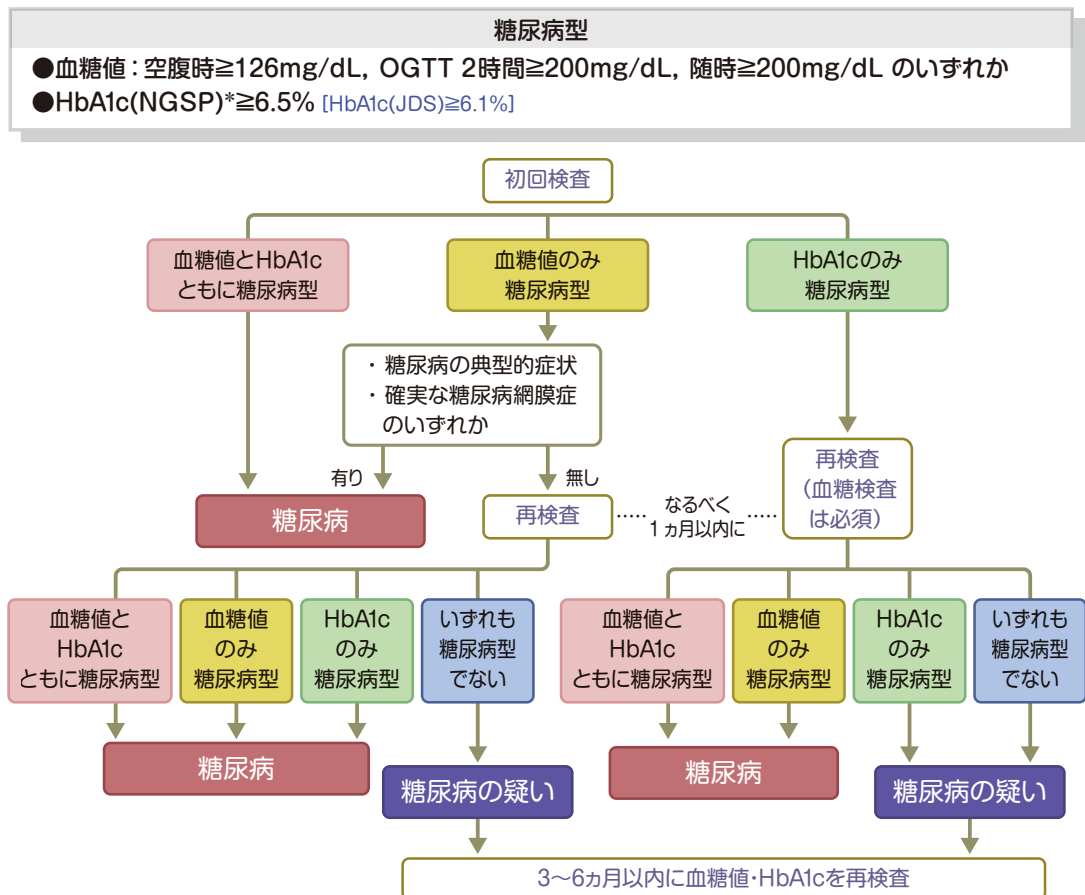 糖尿病型
●血糖値：空腹時≧126mg/dL, OGTT 2時間≧200mg/dL, 随時≧200mg/dL のいずれか
●HbA1c(NGSP)*≧6.5% [HbA1c(JDS)≧6.1%]
初回検査
血糖値とHbA1c
ともに糖尿病型
血糖値のみ
糖尿病型
HbA1cのみ
糖尿病型
・糖尿病の典型的症状
・確実な糖尿病網膜症
のいずれか
有り
無し
糖尿病
再検査
なるべく
1ヵ月以内に
再検査
（血糖検査
は必須）
血糖値と
HbA1c
ともに糖尿病型
血糖値
のみ
糖尿病型
HbA1c
のみ
糖尿病型
いずれも
糖尿病型
でない
血糖値と
HbA1c
ともに糖尿病型
血糖値
のみ
糖尿病型
HbA1c
のみ
糖尿病型
いずれも
糖尿病型
でない
糖尿病
糖尿病の疑い
糖尿病
糖尿病の疑い
3〜6ヵ月以内に血糖値・HbA1cを再検査